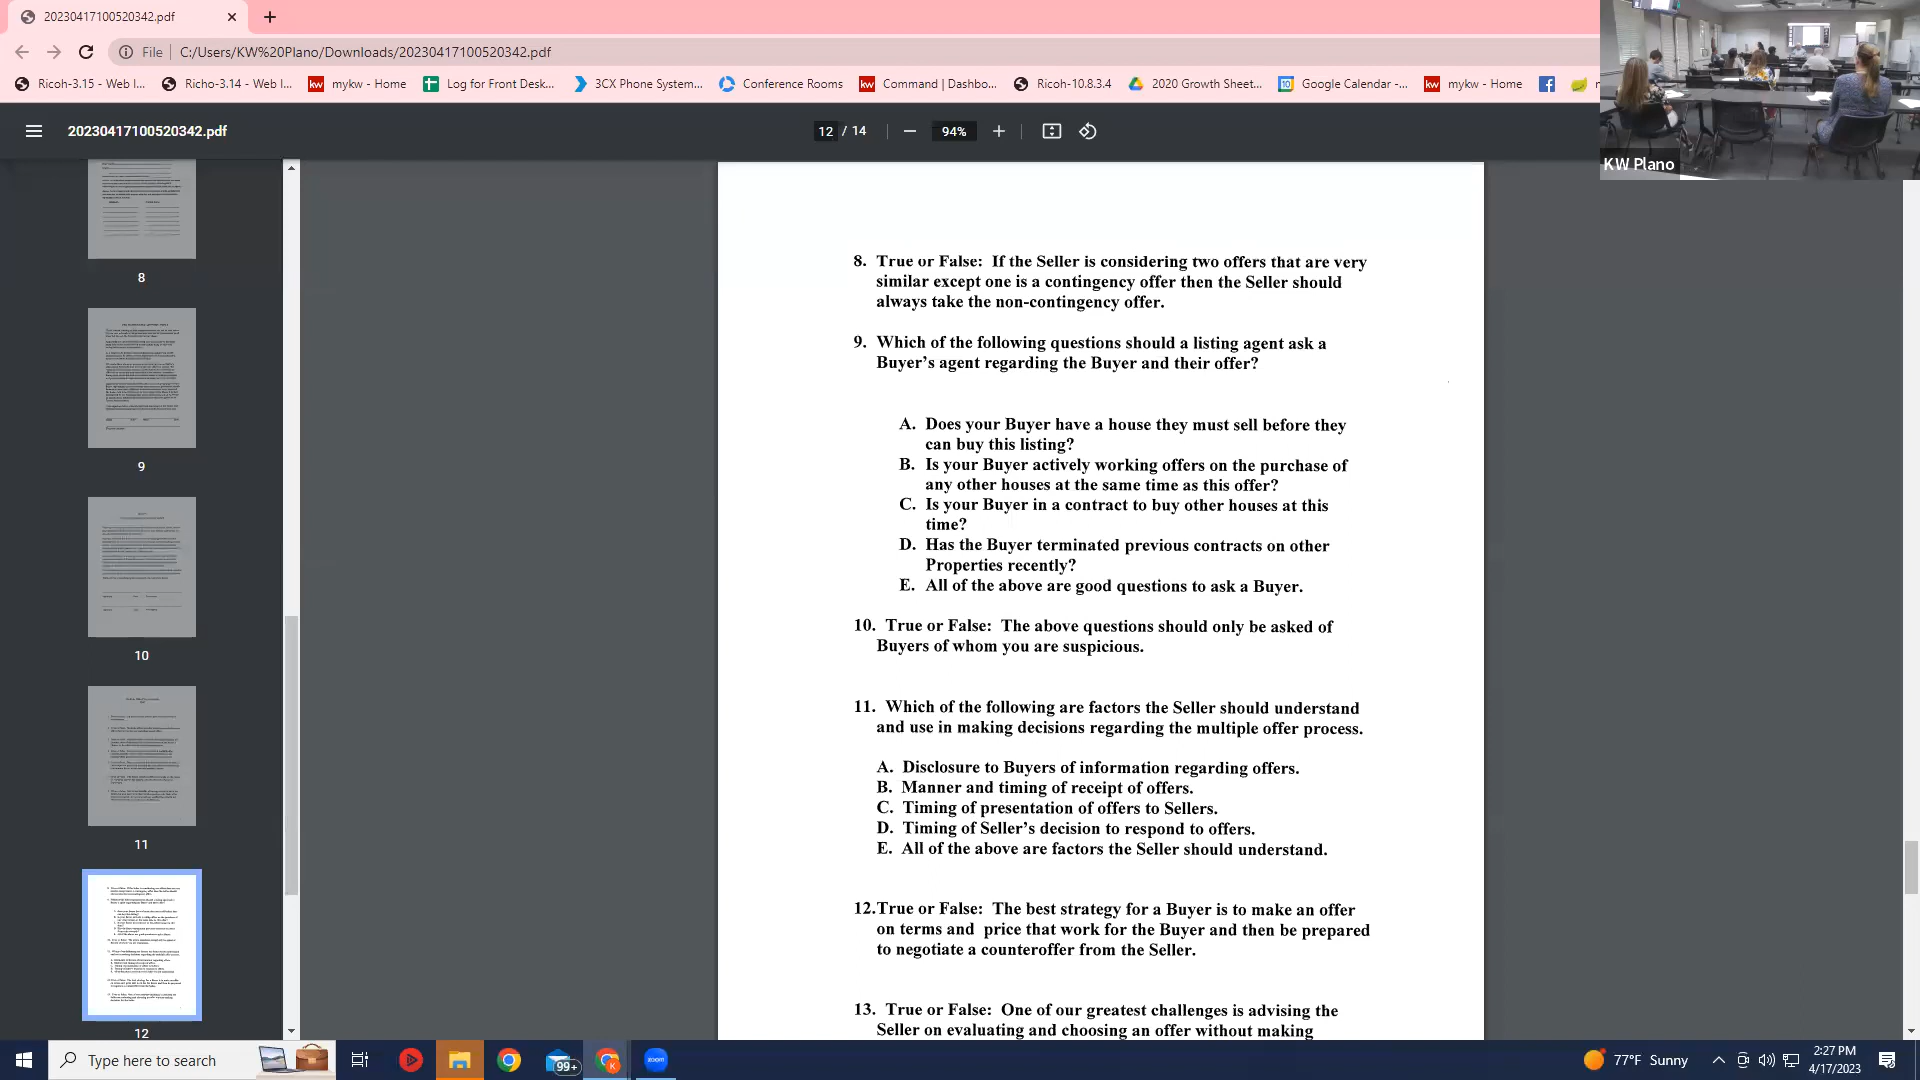 20230417100520342.pdf
File
C:/Users/KW%20Plano/Downloads/20230417100520342.pdf
Ricoh-3.15 - Web I...
Richo-3.14 - Web I...
kw
mykw - Home
Log for Front Desk...
3CX Phone System...
Conference Rooms
kw
Command | Dashbo...
Ricoh-10.8.3.4
2020 Growth Sheet...
Google Calendar -...
kw
mykw - Home
20230417100520342.pdf
12 / 14
94%
KW Plano
8
9
10
11
12
8. True or False: If the Seller is considering two offers that are very
similar except one is a contingency offer then the Seller should
always take the non-contingency offer.
9. Which of the following questions should a listing agent ask a
Buyer's agent regarding the Buyer and their offer?
A. Does your Buyer have a house they must sell before they
can buy this listing?
B. Is your Buyer actively working offers on the purchase of
any other houses at the same time as this offer?
C. Is your Buyer in a contract to buy other houses at this
time?
D. Has the Buyer terminated previous contracts on other
Properties recently?
E. All of the above are good questions to ask a Buyer.
10. True or False: The above questions should only be asked of
Buyers of whom you are suspicious.
11. Which of the following are factors the Seller should understand
and use in making decisions regarding the multiple offer process.
A. Disclosure to Buyers of information regarding offers.
B. Manner and timing of receipt of offers.
C. Timing of presentation of offers to Sellers.
D. Timing of Seller's decision to respond to offers.
E. All of the above are factors the Seller should understand.
12.True or False: The best strategy for a Buyer is to make an offer
on terms and price that work for the Buyer and then be prepared
to negotiate a counteroffer from the Seller.
13. True or False: One of our greatest challenges is advising the
Seller on evaluating and choosing an offer without making
Type here to search
99+
zoom
77°F Sunny
2:27 PM
4/17/2023